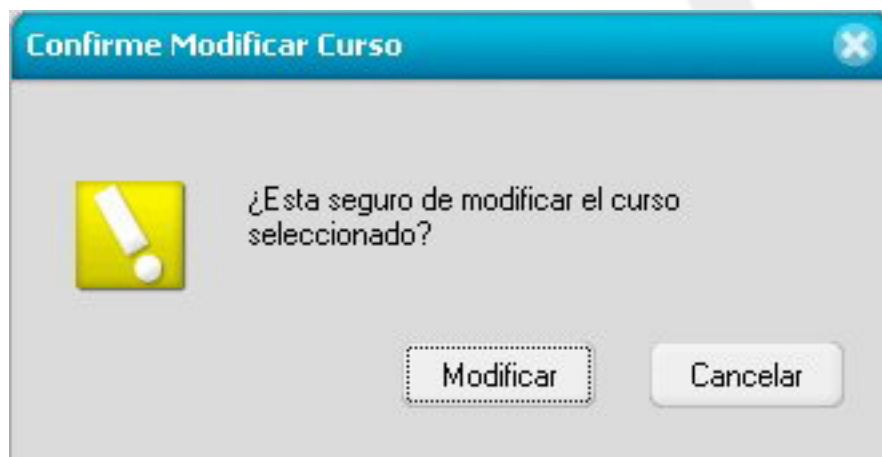 Confirme Modificar Curso
¿Esta seguro de modificar el curso
seleccionado?
Modificar
Cancelar